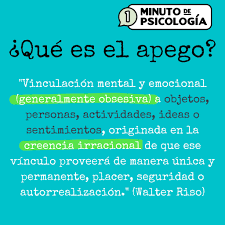 1 MINUTO DE
PSICOLOGÍA
¿Qué es el apego?
"Vinculación mental y emocional
(generalmente obsesiva) a objetos,
personas, actividades, ideas o
sentimientos, originada en la
creencia irracional de que ese
vínculo proveerá de manera única y
permanente, placer, seguridad o
autorrealización." (Walter Riso)